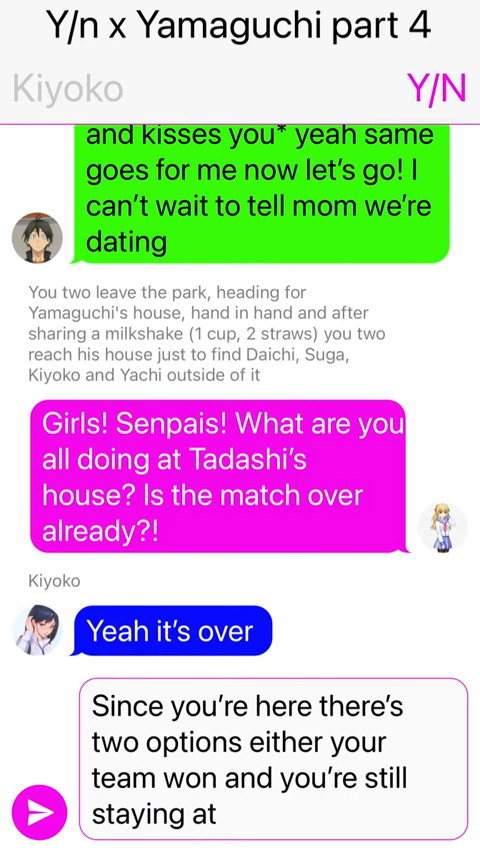 Y/n x Yamaguchi part 4
Kiyoko
Y/N
and kisses you* yeah same
goes for me now let's go! I
can't wait to tell mom we're
dating
You two leave the park, heading for
Yamaguchi's house, hand in hand and after
sharing a milkshake (1 cup, 2 straws) you two
reach his house just to find Daichi, Suga,
Kiyoko and Yachi outside of it
Girls! Senpais! What are you
all doing at Tadashi's
house? Is the match over
already?!
Kiyoko
Yeah it's over
Since you're here there's
two options either your
team won and you're still
staying at